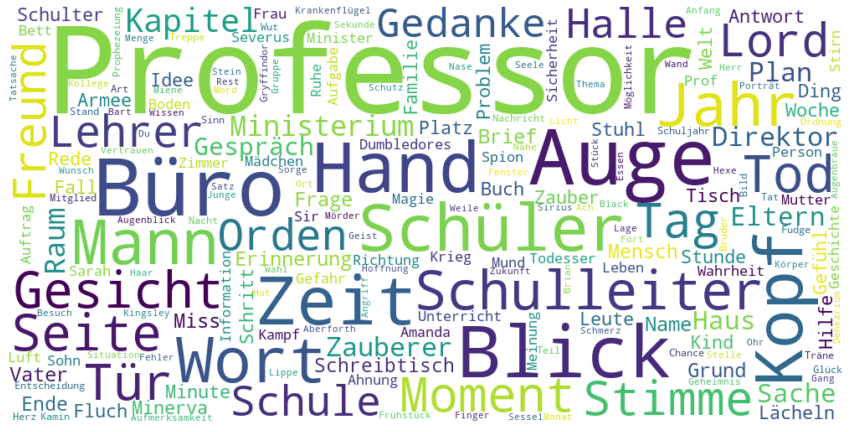 Professor
Schulter
Kapitel
Frau
Krankenflügel
Sekunde
Gedanke
Halle
Antwort
Anfang
Bett
Prophezeiung
Menge
Treppe
Wut
Severus
Minister
Lord
Tatsache
Idee
Stein
Rest
Mord
Gryffindor
Gruppe
Ruhe
Aufgabe
Familie
Problem
Nase
Seele
Sicherheit
Möglichkeit
Wand
Welt
Herr
Porträt
Stirn
Freund
Kollege
Art
Miene
Schutz
Thema
Prof
Plan
Armee
Boden
Stand
Bart
Wissen
Sinn
Nachricht
Licht
Jahr
Ding
Ordnung
Woche
Schuljahr
Lehrer
Du
Ministerium
Platz
Brief
Nähe
Stuhl
Direktor
Rede
Vertrauen
Gespräch
Dumbledores
Spion
Fenster
Stück
Essen
Auge
Hexe
Person
Augenbraue
Wunsch
Zimmer
Mädchen
Fall
Büro
Satz
Sorge
Hand
Buch
Zauber
Tisch
Bild
Mutter
Tod
Mitglied
Junge
Ort
Frage
Magie
Black
Tat
Auftrag
Augenblick
Sir
Mörder
Weile
Sirius
Ach
Fudge
Eltern
Raum
Nacht
Orden
Geist
Schüler
Lage
Fort
Tag
Bruder
Geschichte
Mann
Erinnerung
Krieg
Mensch
Stunde
Körper
Gefühl
Sarah
Wahl
Gefahr
Richtung
Mund
Todesser
Wahrheit
Gesicht
Haar
Information
Hut
Hoffnung
Zukunft
Leben
Brian
Kopf
Hilfe
Denkarium
Besuch
Kingsley
Schritt
Zeit
Angriff
Schulleiter
Seite
Miss
Aberforth
Kampf
Amanda
Unterricht
Meinung
Leute
Name
Haus
Träne
Luft
Situation
Wort
Zauberer
Schmerz
Chance
Ohr
Sohn
Fehler
Tür
Lippe
Schreibtisch
Blick
Teil
Stelle
Kind
Glück
Vater
Minute
Ahnung
Grund
Gang
Entscheidung
Schule
Moment
Geheimnis
Sache
Ende
Fluch
Minerva
Frühstück
Stimme
Herz
Kamin
Aufmerksamkeit
Finger
Sessel
Monat
Lächeln